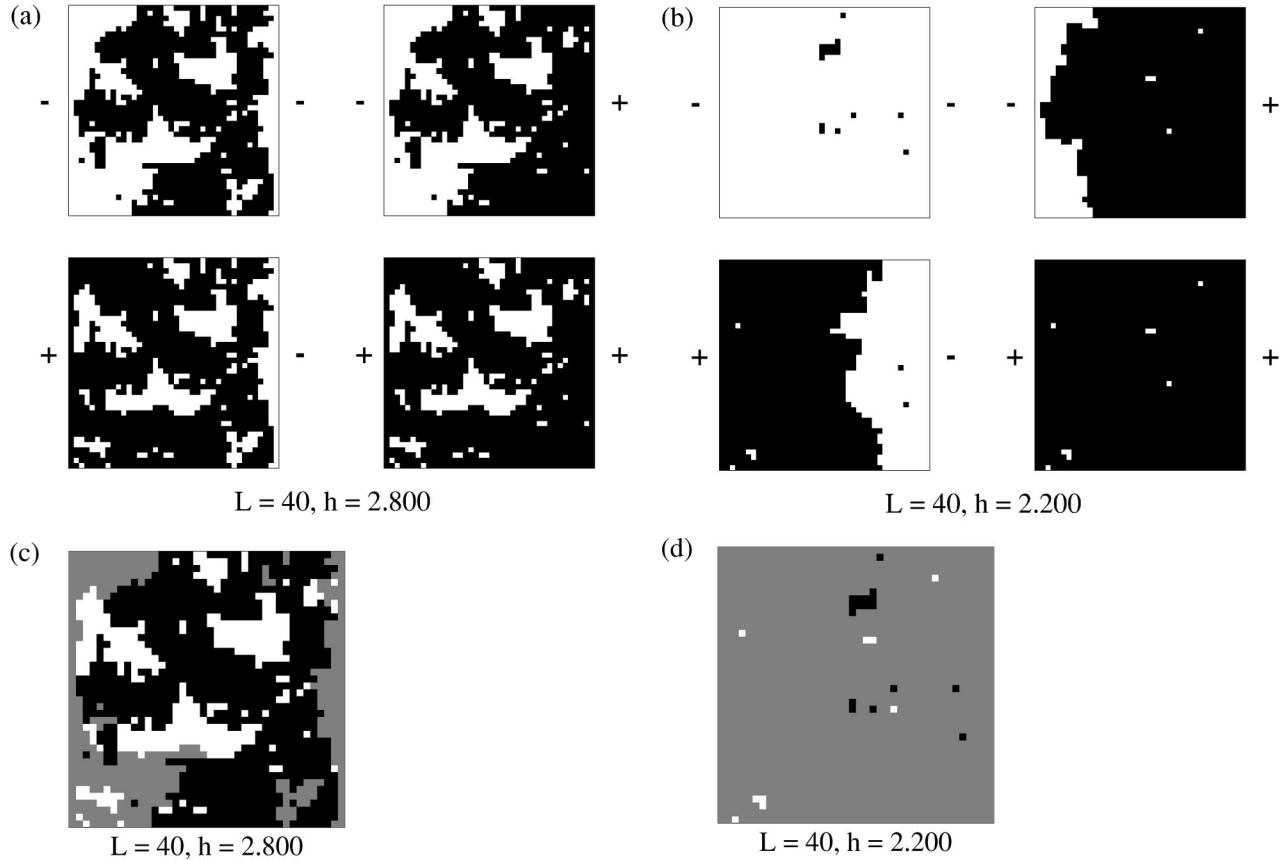 (a)
(b)
- - - +
- - - +
+ - + +
+ - + +
L = 40, h = 2.800
L = 40, h = 2.200
(c)
(d)
L = 40, h = 2.800
L = 40, h = 2.200